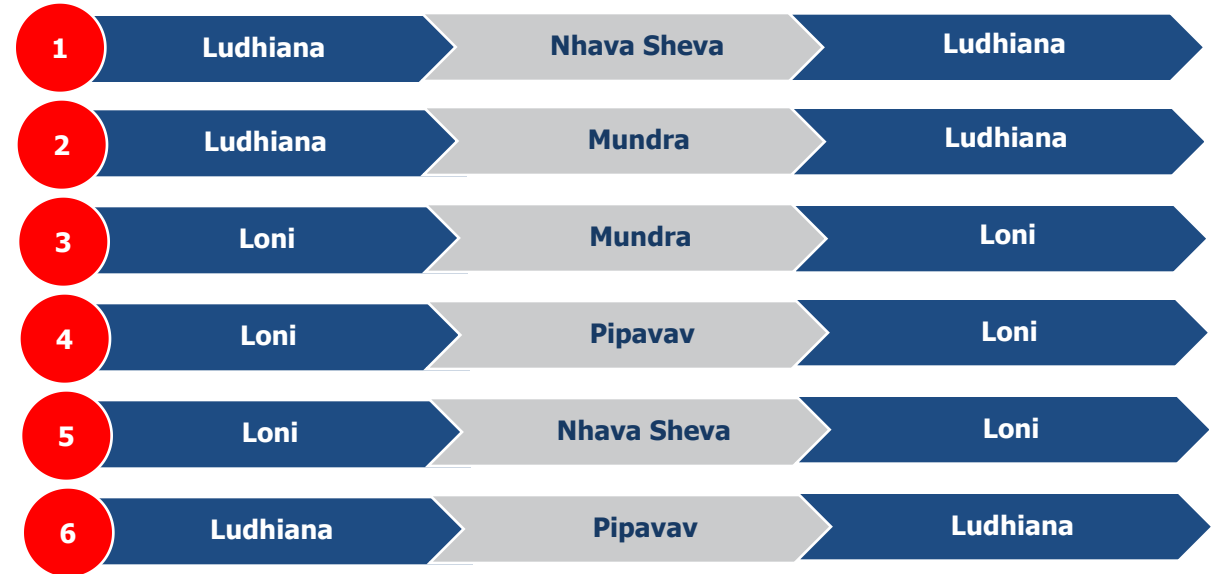 1 Ludhiana Nhava Sheva Ludhiana
2 Ludhiana Mundra Ludhiana
3 Loni Mundra Loni
4 Loni Pipavav Loni
5 Loni Nhava Sheva Loni
6 Ludhiana Pipavav Ludhiana